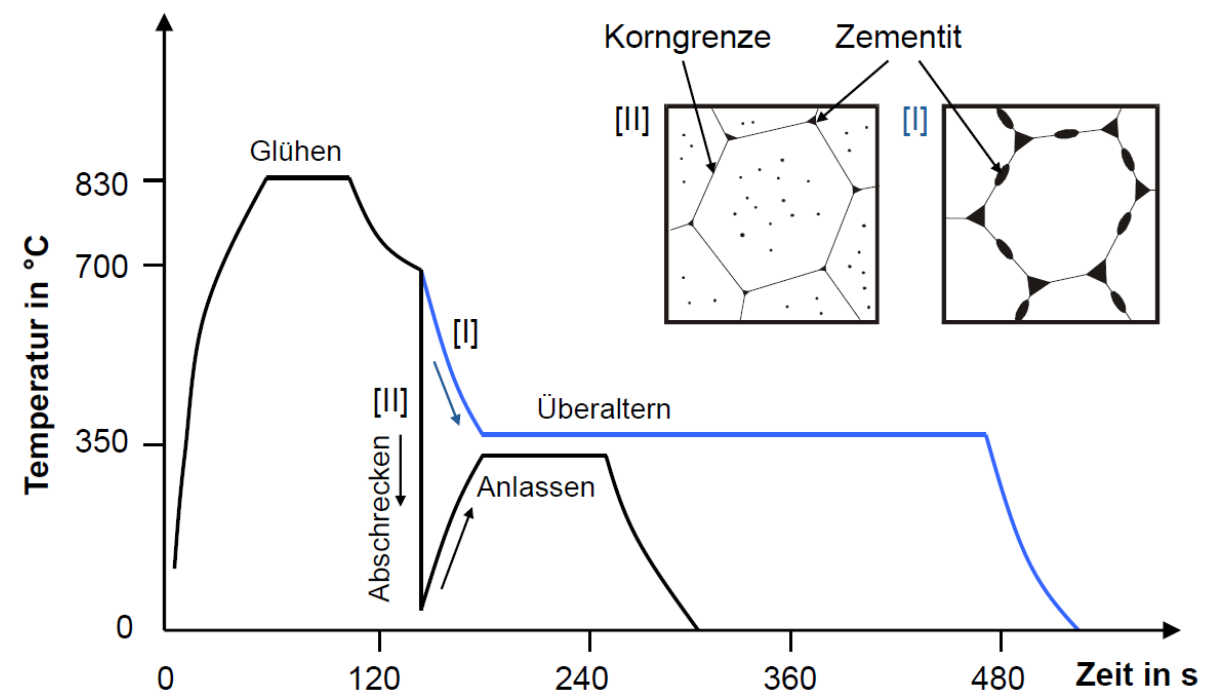 Korngrenze
Zementit
[II]
[I]
Glühen
830
700
350
0
Temperatur in °C
[I]
[II]
Abschrecken
Überaltern
Anlassen
0
120
240
360
480
Zeit in s